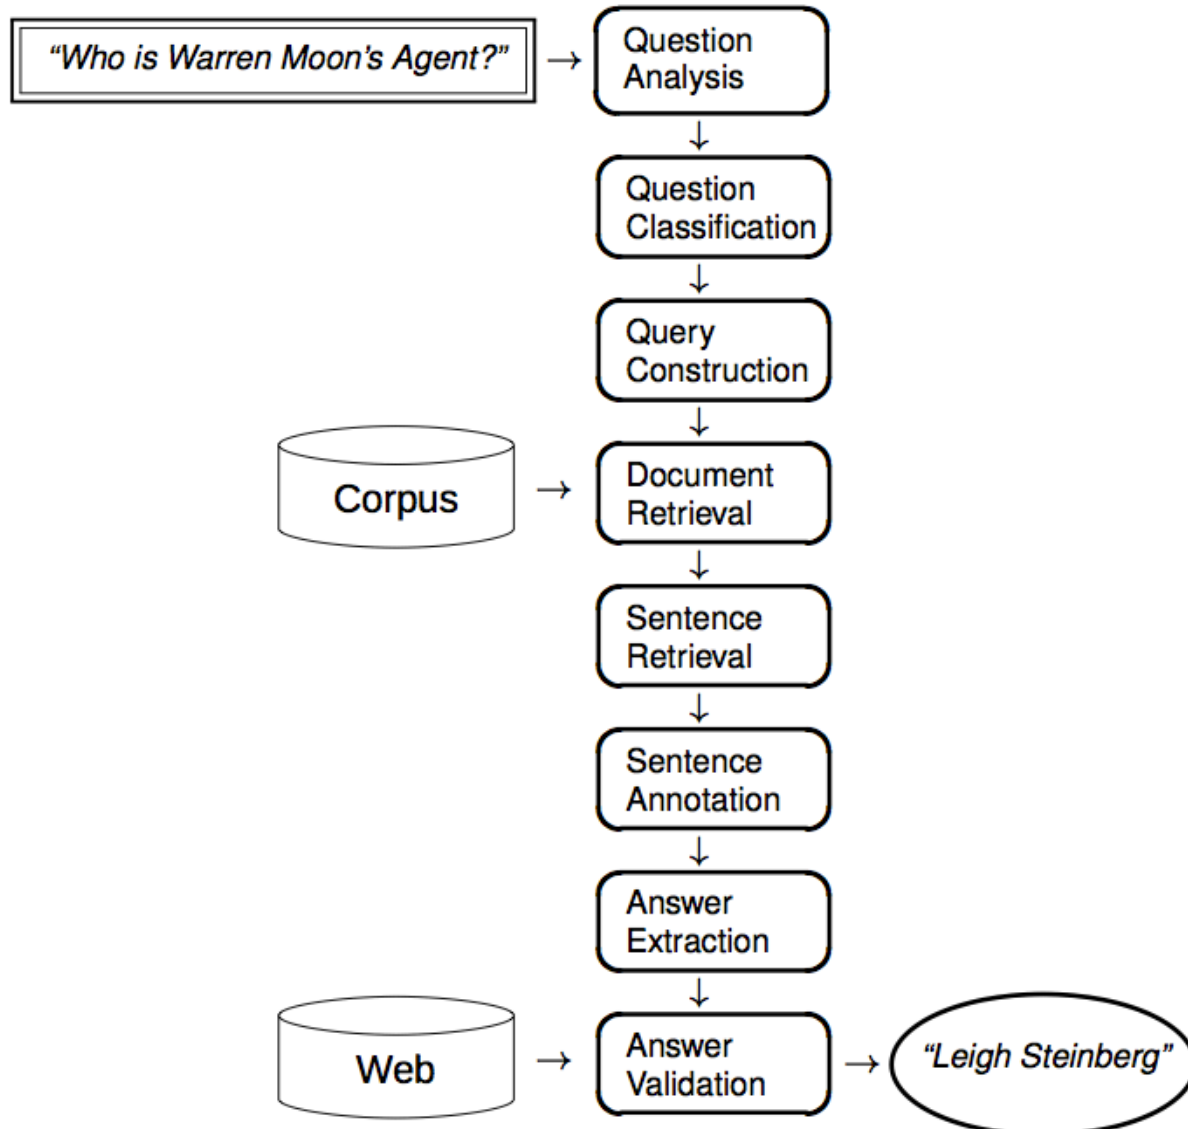 “Who is Warren Moon’s Agent?”
Question
Analysis
Question
Classification
Query
Construction
Corpus
Document
Retrieval
Sentence
Retrieval
Sentence
Annotation
Answer
Extraction
Web
Answer
Validation
“Leigh Steinberg”